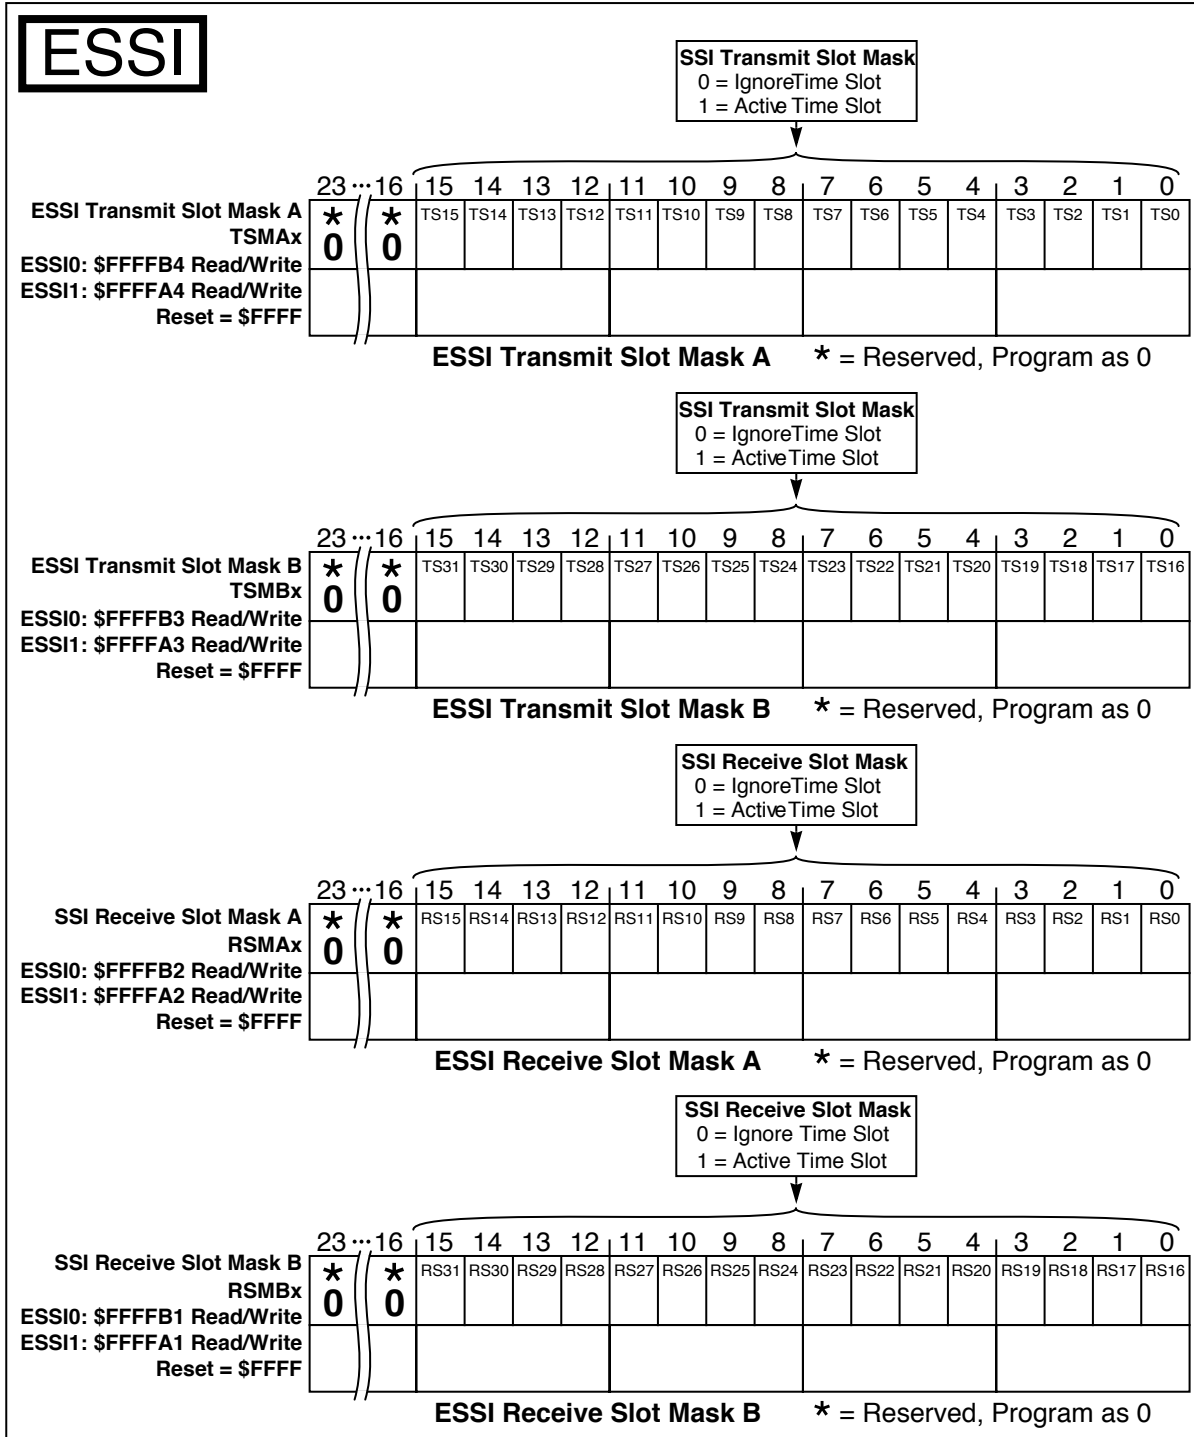 ESSI
SSI Transmit Slot Mask
0 = IgnoreTime Slot
1 = Active Time Slot
23 ... 16 15 14 13 12 11 10 9 8 7 6 5 4 3 2 1 0
ESSI Transmit Slot Mask A
TSMAx
ESSI0: $FFFFB4 Read/Write
ESSI1: $FFFFA4 Read/Write
Reset = $FFFF
* * TS15 TS14 TS13 TS12 TS11 TS10 TS9 TS8 TS7 TS6 TS5 TS4 TS3 TS2 TS1 TS0
0 0
ESSI Transmit Slot Mask A * = Reserved, Program as 0
SSI Transmit Slot Mask
0 = IgnoreTime Slot
1 = ActiveTime Slot
23 ... 16 15 14 13 12 11 10 9 8 7 6 5 4 3 2 1 0
ESSI Transmit Slot Mask B
TSMBx
ESSI0: $FFFFB3 Read/Write
ESSI1: $FFFFA3 Read/Write
Reset = $FFFF
* * TS31 TS30 TS29 TS28 TS27 TS26 TS25 TS24 TS23 TS22 TS21 TS20 TS19 TS18 TS17 TS16
0 0
ESSI Transmit Slot Mask B * = Reserved, Program as 0
SSI Receive Slot Mask
0 = IgnoreTime Slot
1 = ActiveTime Slot
23 ... 16 15 14 13 12 11 10 9 8 7 6 5 4 3 2 1 0
SSI Receive Slot Mask A
RSMAx
ESSI0: $FFFFB2 Read/Write
ESSI1: $FFFFA2 Read/Write
Reset = $FFFF
* * RS15 RS14 RS13 RS12 RS11 RS10 RS9 RS8 RS7 RS6 RS5 RS4 RS3 RS2 RS1 RS0
0 0
ESSI Receive Slot Mask A * = Reserved, Program as 0
SSI Receive Slot Mask
0 = Ignore Time Slot
1 = Active Time Slot
23 ... 16 15 14 13 12 11 10 9 8 7 6 5 4 3 2 1 0
SSI Receive Slot Mask B
RSMBx
ESSI0: $FFFFB1 Read/Write
ESSI1: $FFFFA1 Read/Write
Reset = $FFFF
* * RS31 RS30 RS29 RS28 RS27 RS26 RS25 RS24 RS23 RS22 RS21 RS20 RS19 RS18 RS17 RS16
0 0
ESSI Receive Slot Mask B * = Reserved, Program as 0